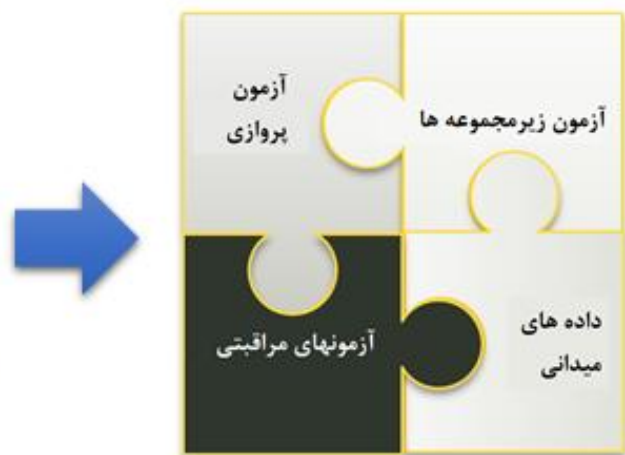 آزمون زیرمجموعه ها
آزمون
پروازی
داده های
میدانی
آزمونهای مراقبتی